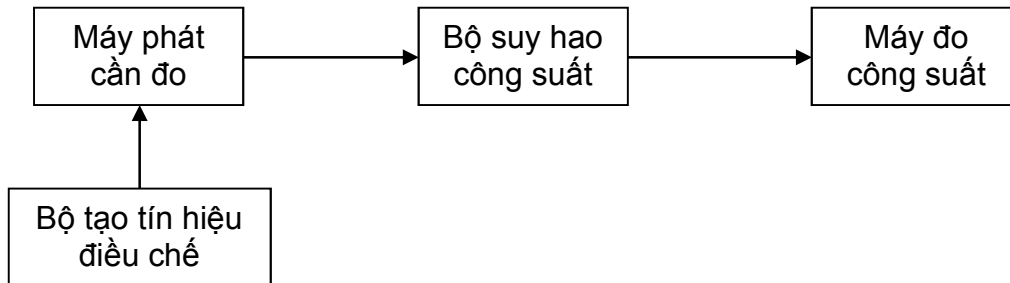 Máy phát
cần đo
Bộ suy hao
công suất
Máy đo
công suất
Bộ tạo tín hiệu
điều chế